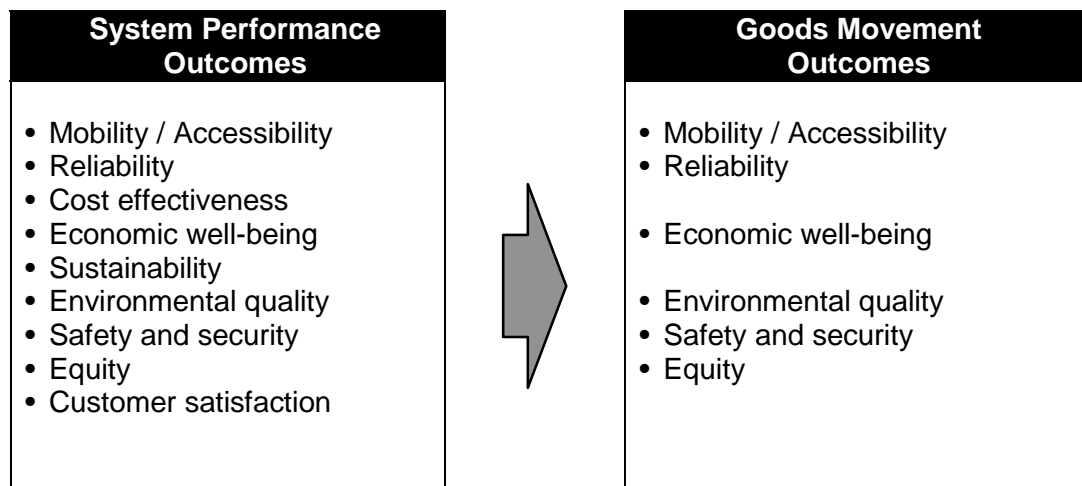 System Performance
Outcomes
• Mobility / Accessibility
• Reliability
• Cost effectiveness
• Economic well-being
• Sustainability
• Environmental quality
• Safety and security
• Equity
• Customer satisfaction
Goods Movement
Outcomes
• Mobility / Accessibility
• Reliability
• Economic well-being
• Environmental quality
• Safety and security
• Equity